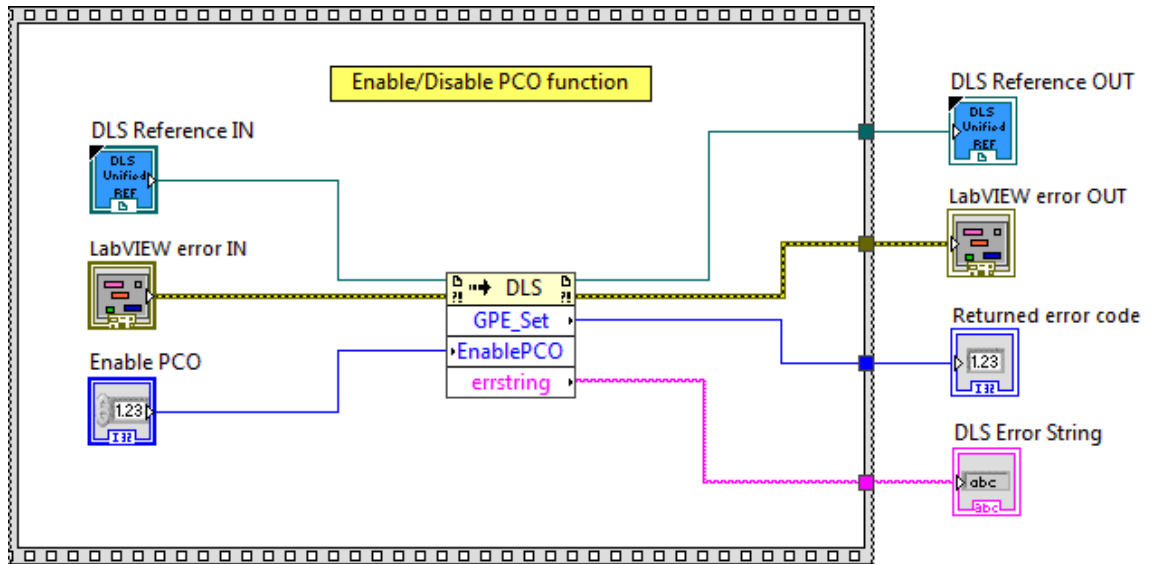 Enable/Disable PCO function
DLS Reference IN
DLS
Unified
REF
LabVIEW error IN
Enable PCO
1.23
I32
?! DLS ?!
GPE_Set
EnablePCO
errstring
DLS Reference OUT
DLS
Unified
REF
LabVIEW error OUT
Returned error code
1.23
I32
DLS Error String
abc
abc